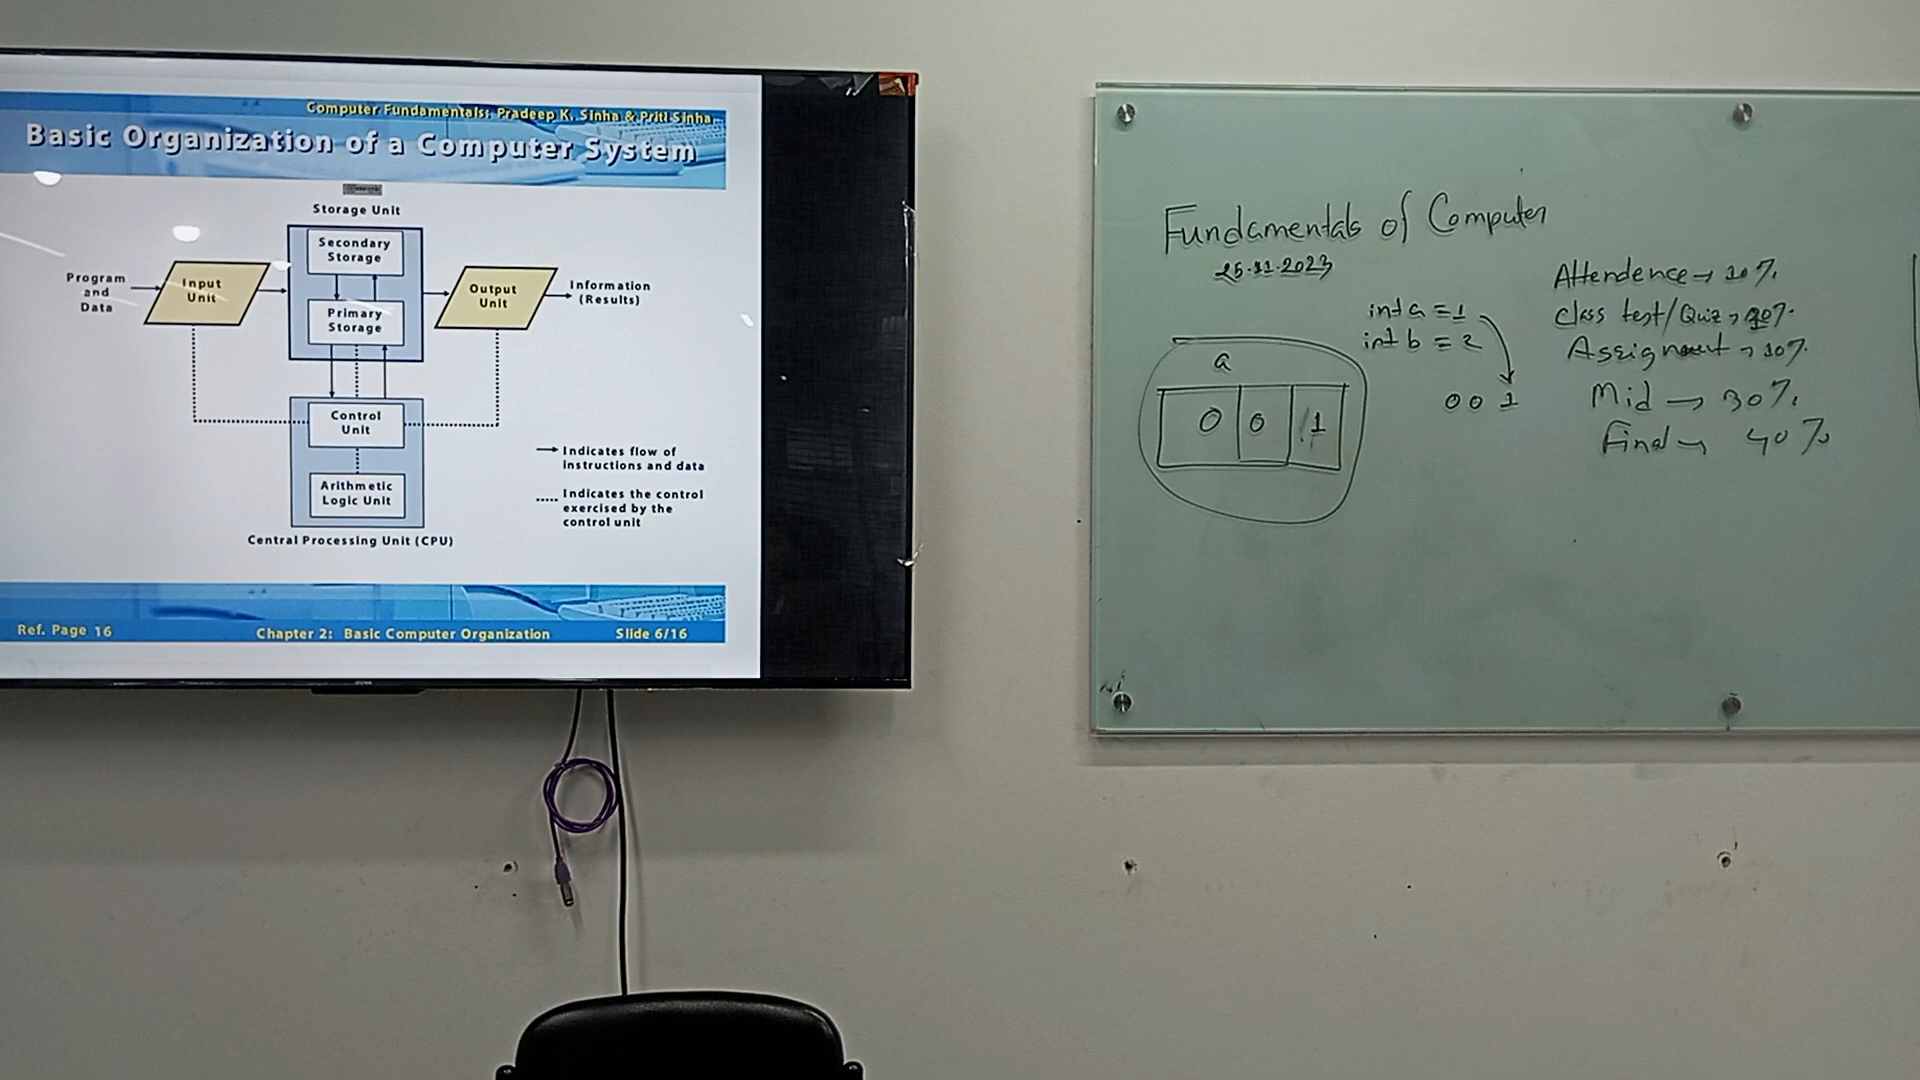 Computer Fundamentals: Pradeep K. Sinha & Priti Sinha
Basic Organization of a Computer System
Storage Unit
Secondary
Storage
Program
and
Data
Input
Unit
Primary
Storage
Output
Unit
Information
(Results)
Control
Unit
Arithmetic
Logic Unit
Central Processing Unit (CPU)
Indicates flow of
instructions and data
Indicates the control
exercised by the
control unit
Ref. Page 16
Chapter 2: Basic Computer Organization
Slide 6/16
Fundamentals of Computer
25.11.2023
int a = 1
int b = 2
0 0 1
a
0 0 1
Attendence → 10%
Class test/Quiz →
Assignment → 10%
Mid → 30%
Final → 40%